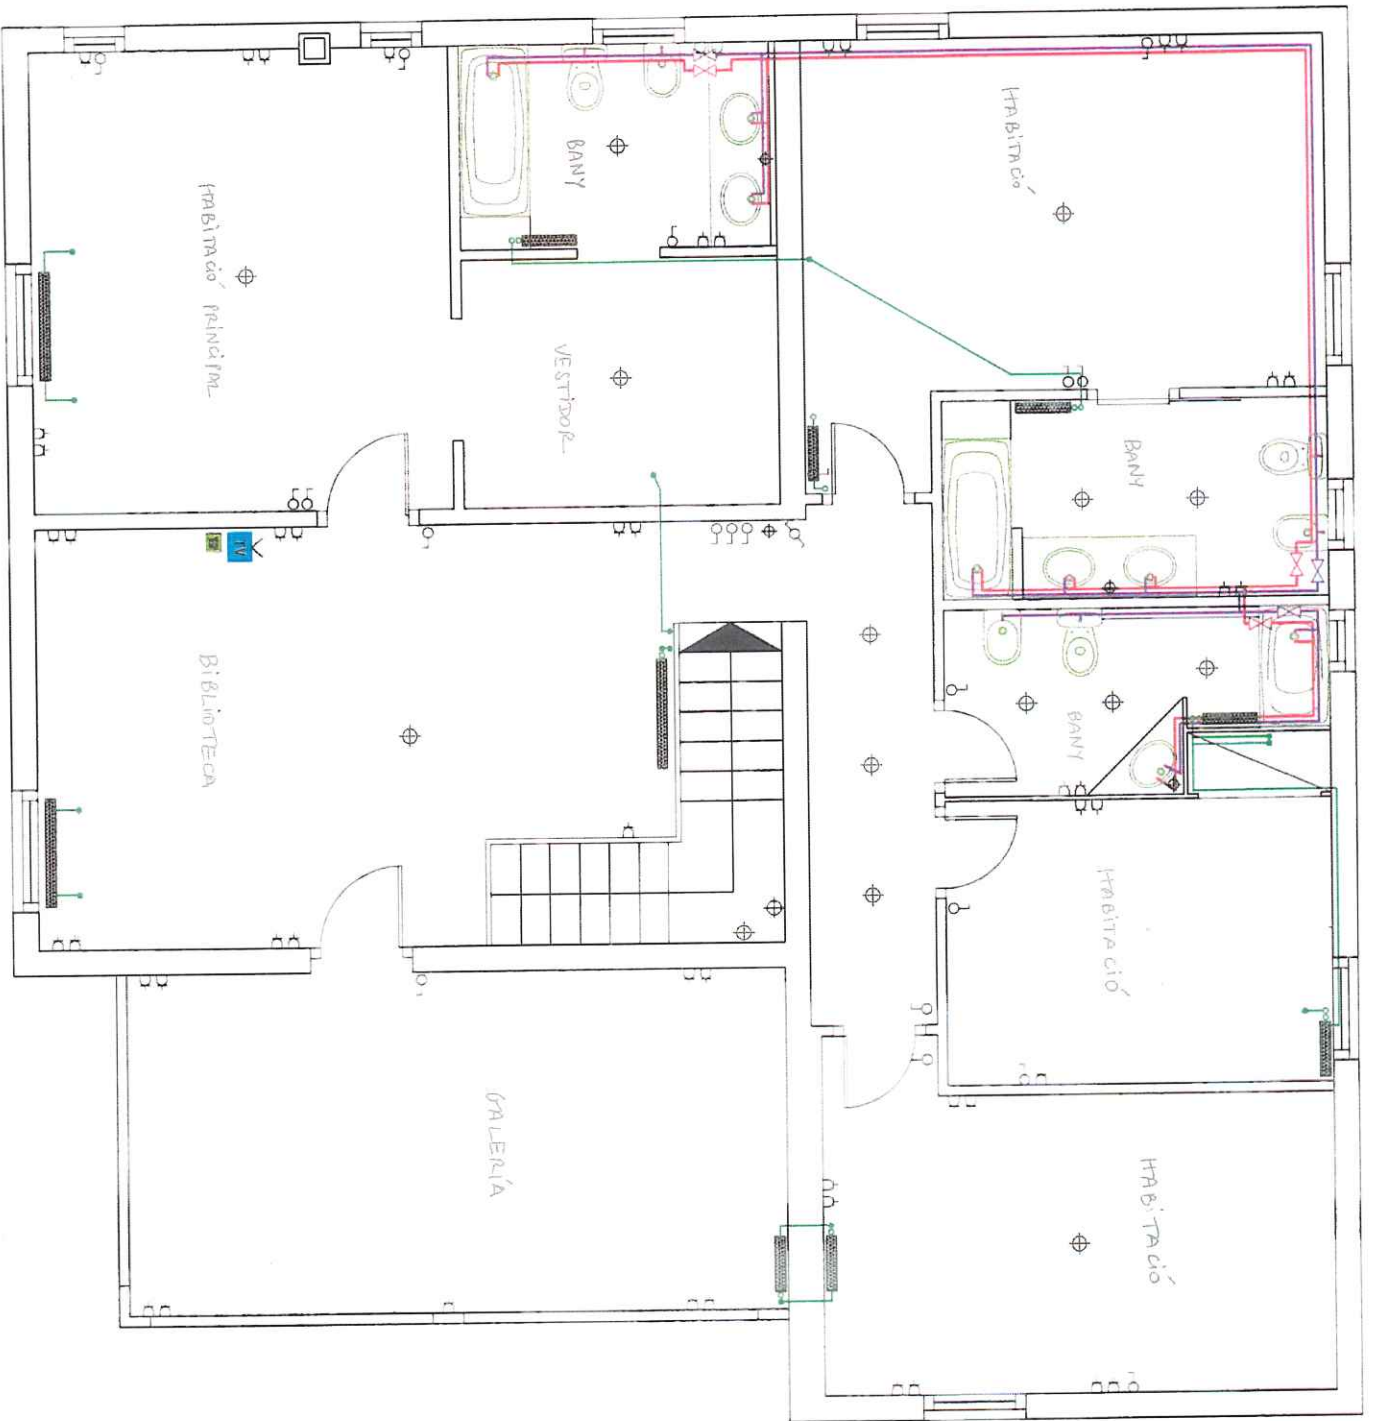 HABITACIÓ
BANY
BANY
HABITACIÓ
HABITACIÓ
BANY
VESTIDOR
GALERÍA
TV
HABITACIÓ PRINCIPAL
BIBLIOTECA